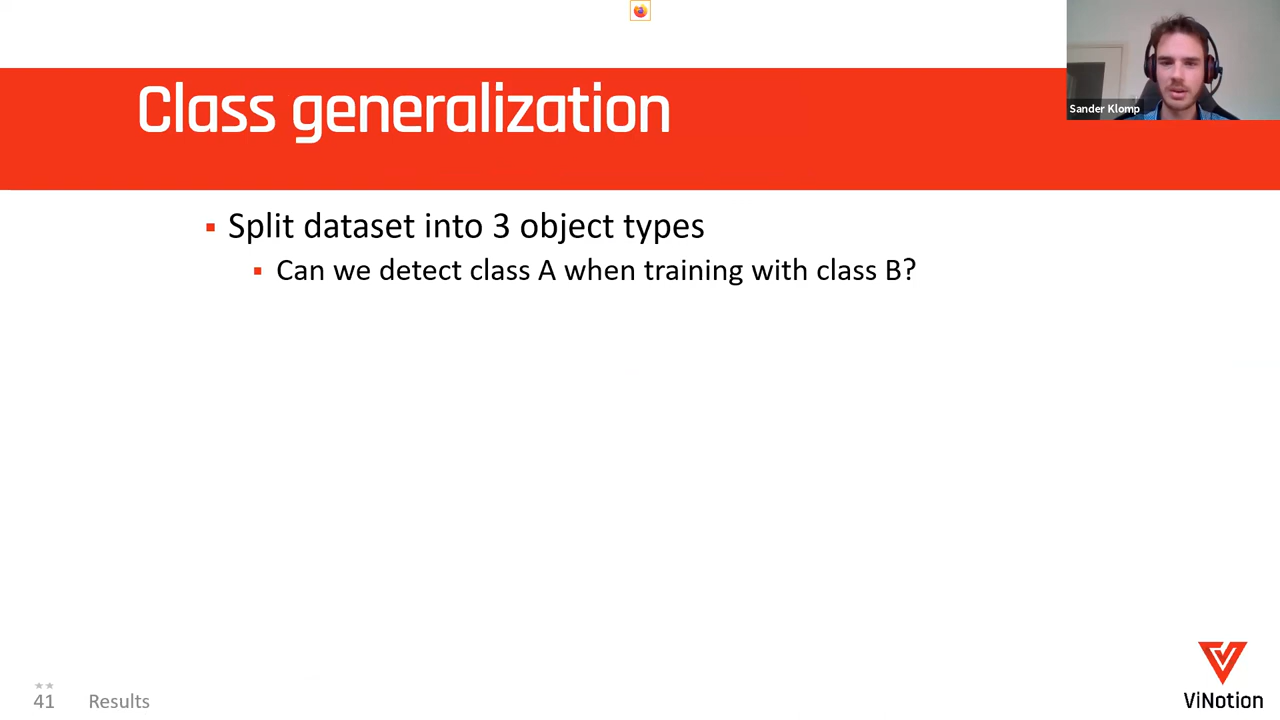 Class generalization
Sander Klomp
Split dataset into 3 object types
Can we detect class A when training with class B?
41 Results
ViNotion